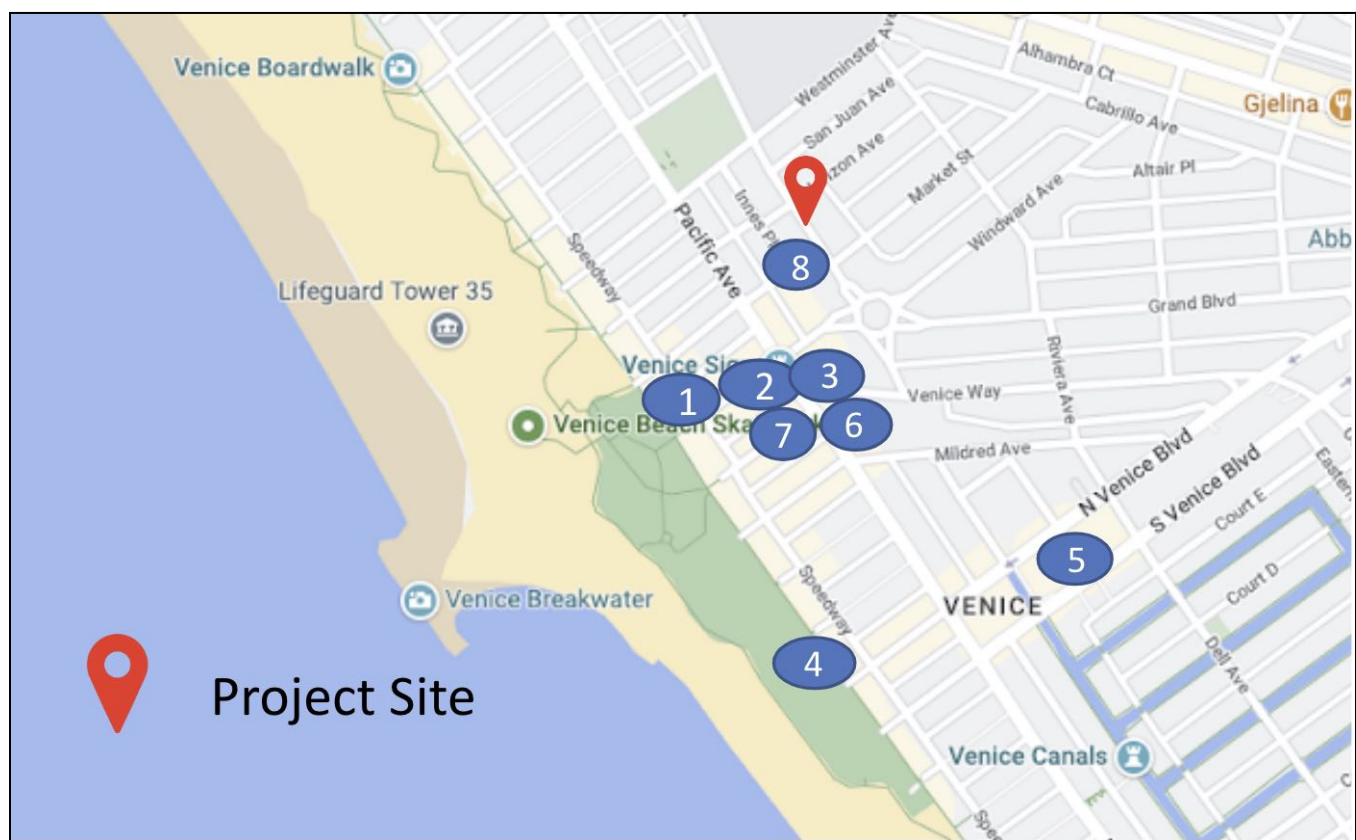 Venice Boardwalk
Westminster Ave
Alhambra Ct
Gjelina
Cabrillo Ave
San Juan Ave
Altair Pl
Market St
Windward Ave
Innes
Pacific Ave
Speedway
Abb
8
Lifeguard Tower 35
Grand Blvd
Riviera Ave
Venice
1
2
3
Venice Way
Venice Beach
7
6
Mildred Ave
N Venice Blvd
S Venice Blvd
Court E
5
Court D
Venice Breakwater
VENICE
Speedway
4
Dell Ave
Project Site
Venice Canals